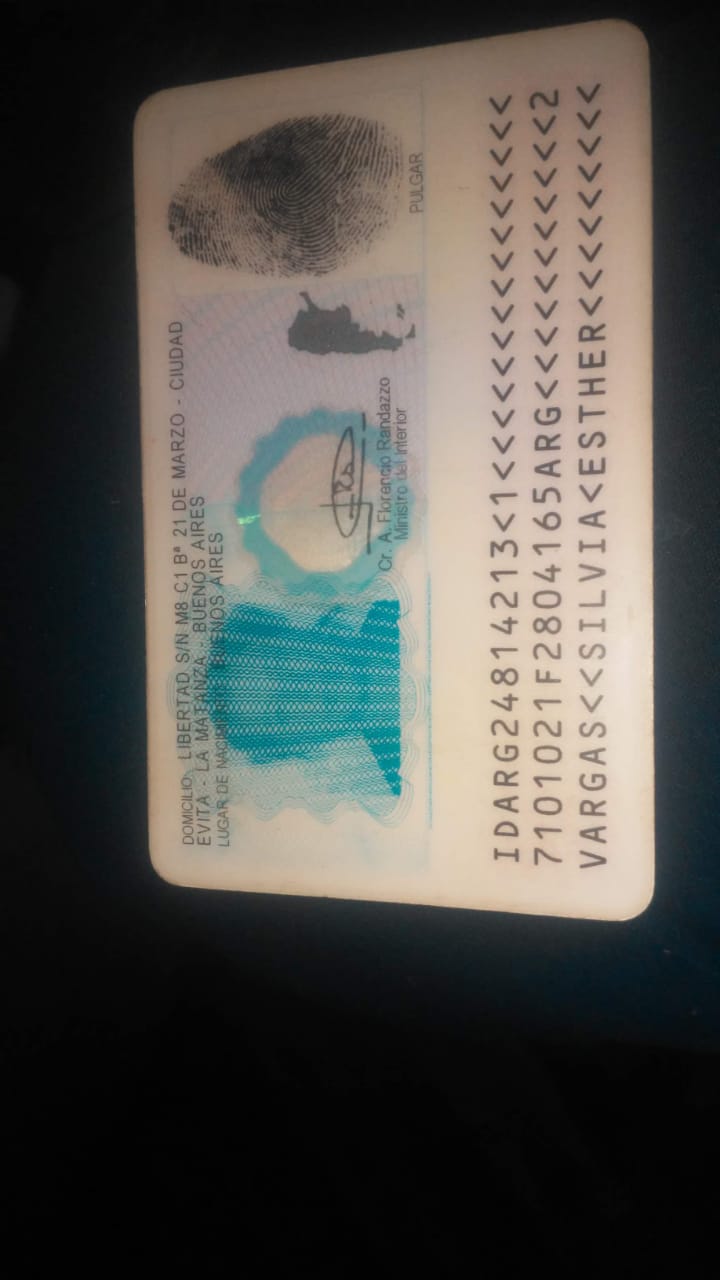 DOMICILIO: LIBERTAD S/N M8 C1 Bª 21 DE MARZO - CIUDAD
EVITA - LA MATANZA - BUENOS AIRES
LUGAR DE NACIMIENTO: BUENOS AIRES
Cr. A. Florencio Randazzo
Ministro del Interior
PULGAR
IDARG24814213<1<<<<<<<<<<<<<<<
7101021F2804165ARG<<<<<<<<<<<2
VARGAS<<SILVIA<ESTHER<<<<<<<<<